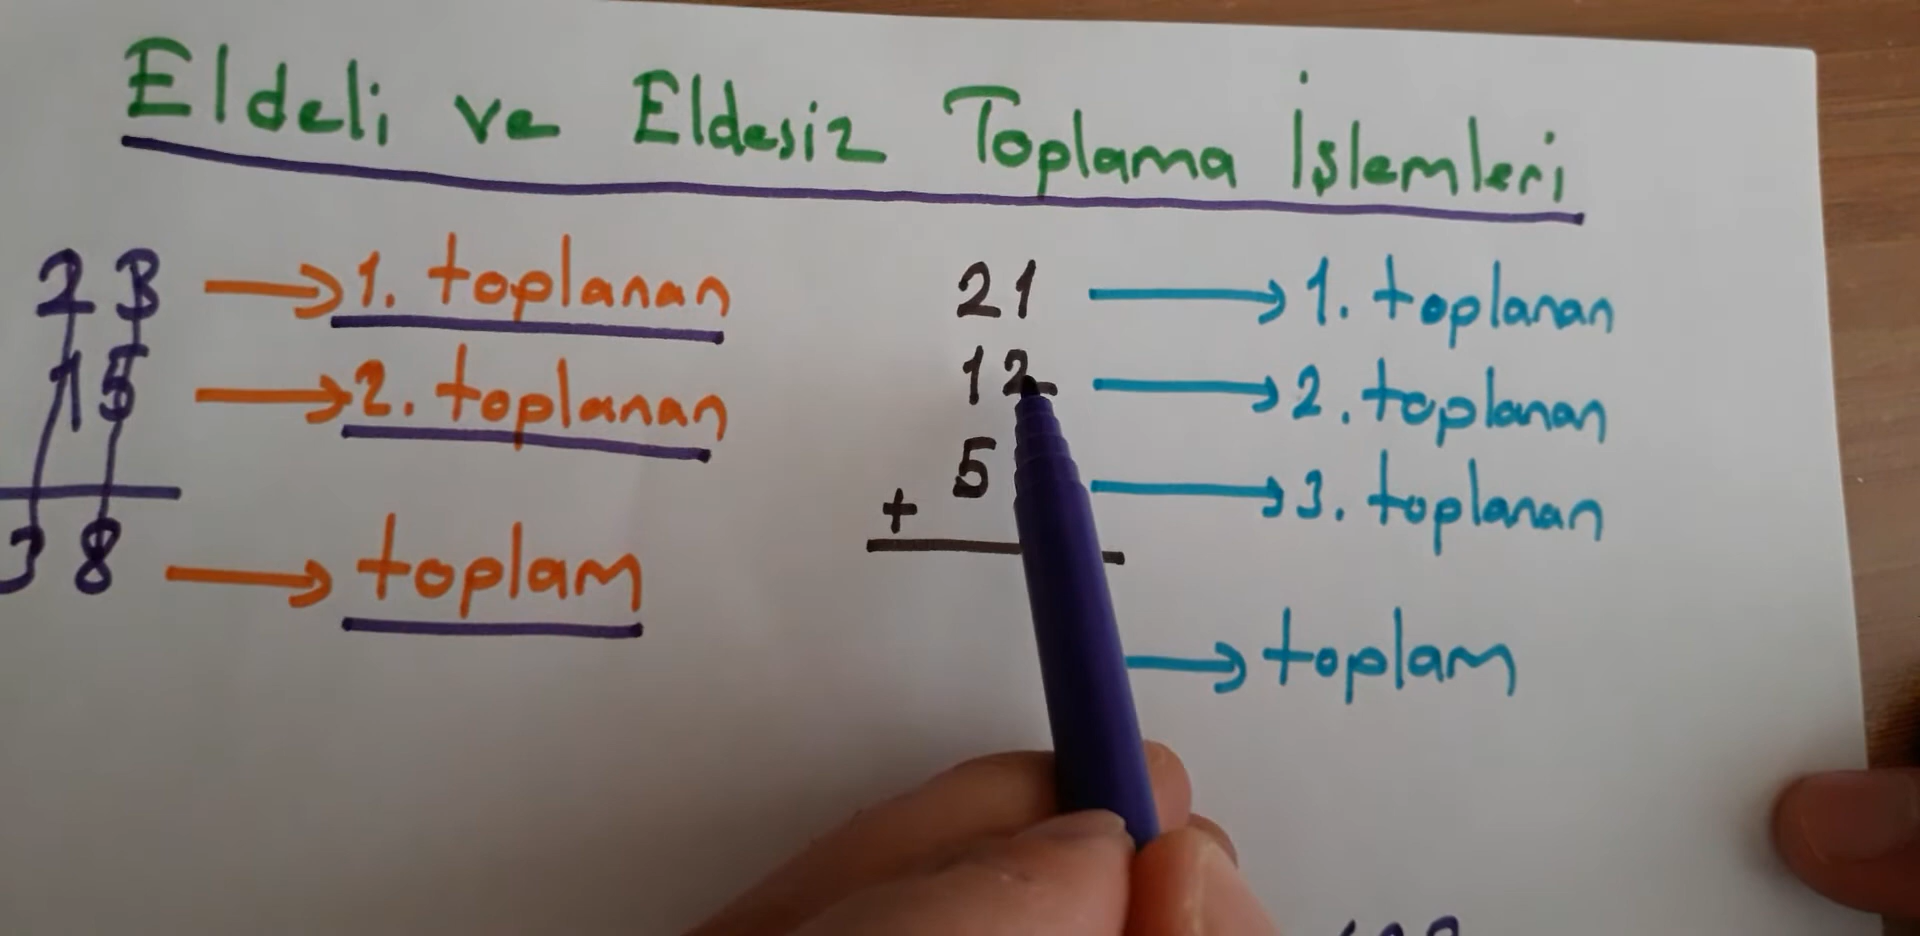 Eldeli ve Eldesiz Toplama İşlemleri
23 → 1. toplanan
15 → 2. toplanan
38 → toplam
21 → 1. toplanan
12 → 2. toplanan
+ 5 → 3. toplanan
→ toplam